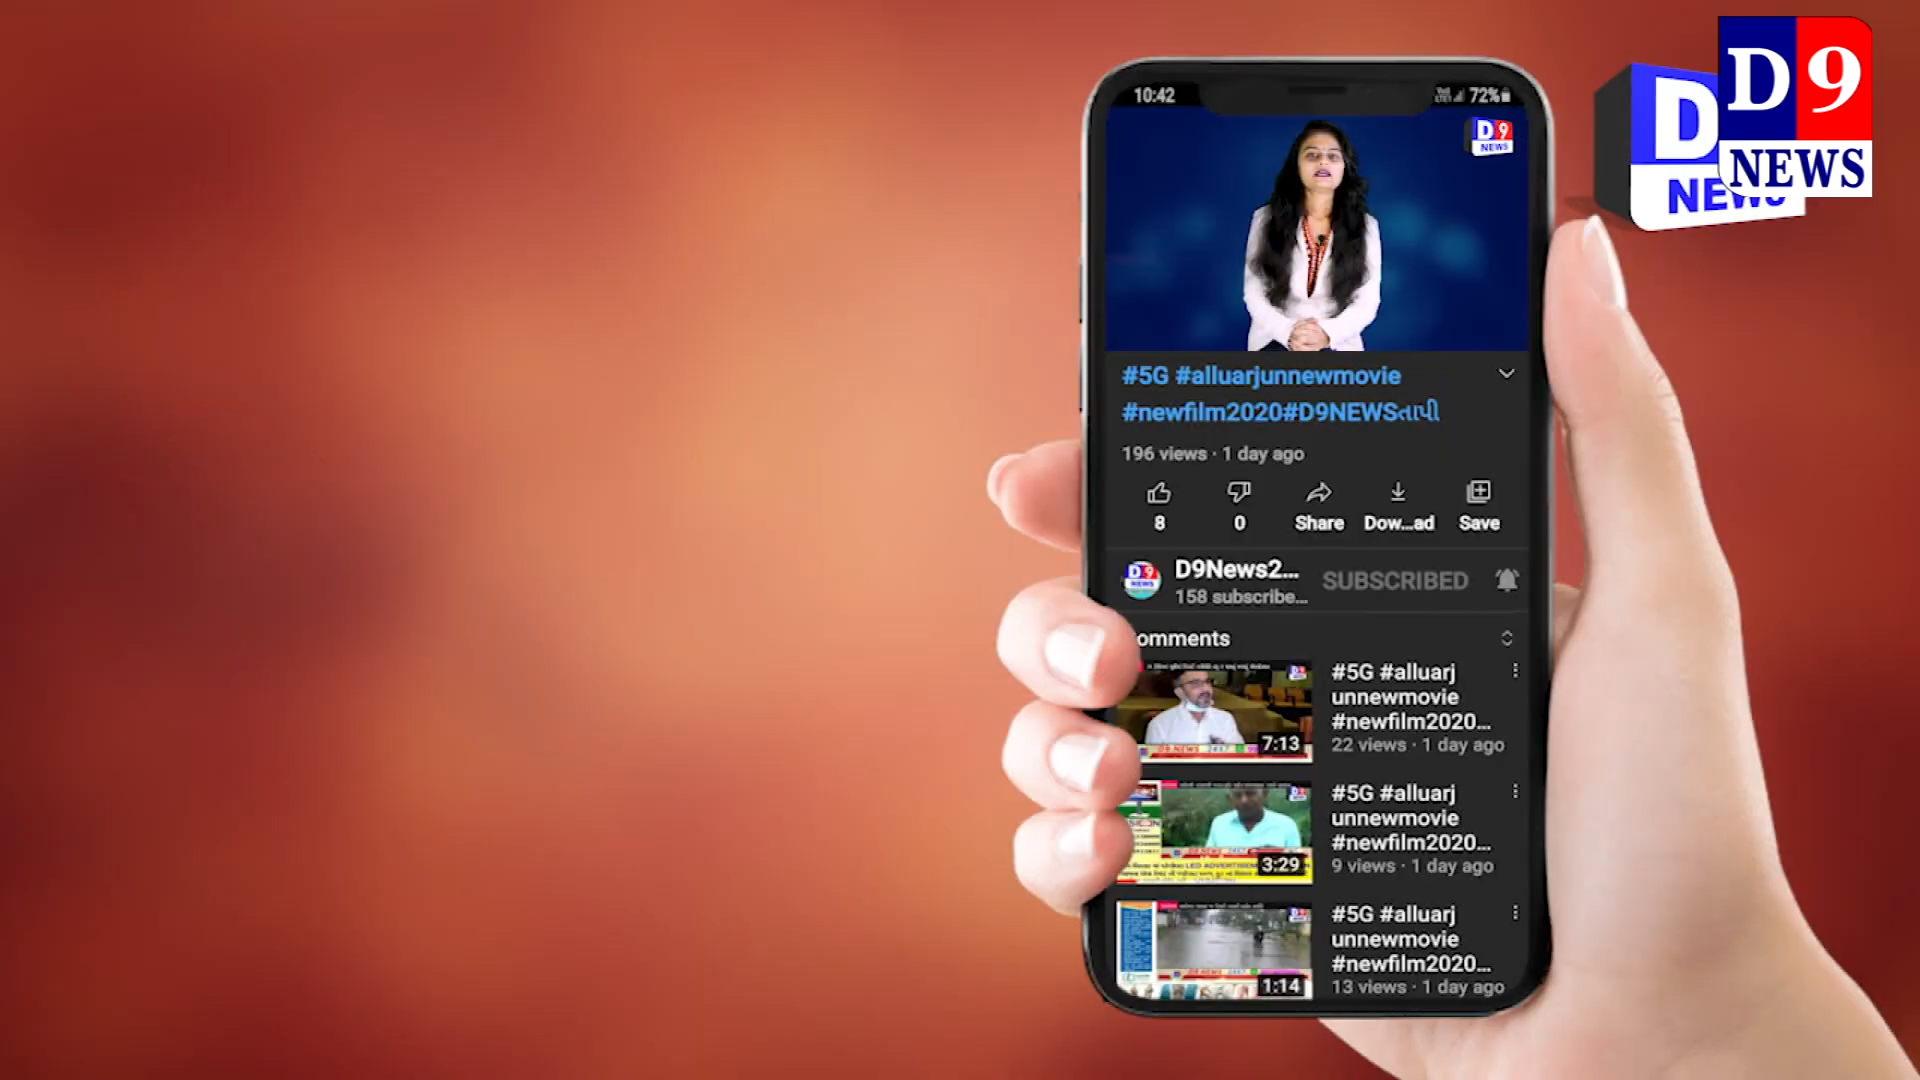 10:42
72%
D 9
NEWS
D 9
NEWS
#5G #alluarjunnewmovie
#newfilm2020#D9NEWSતાપી
196 views · 1 day ago
8
0
Share
Dow...ad
Save
D9News2...
158 subscribe...
SUBSCRIBED
omments
#5G #alluarj
unnewmovie
#newfilm2020...
22 views · 1 day ago
7:13
#5G #alluarj
unnewmovie
#newfilm2020...
9 views · 1 day ago
3:29
#5G #alluarj
unnewmovie
#newfilm2020...
13 views · 1 day ago
1:14